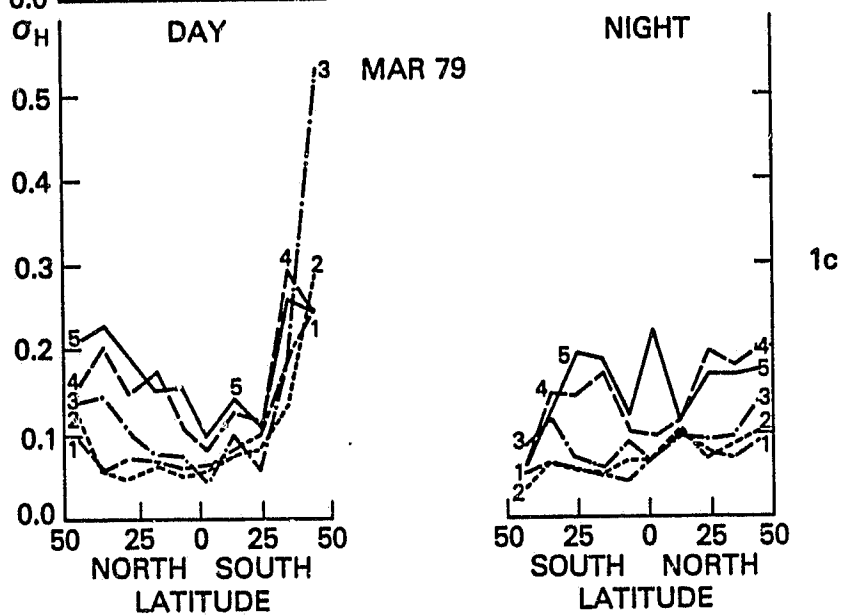 0.0
σH DAY NIGHT
MAR 79
3
0.5
0.4
0.3 4 2 1c
1
5 5 4
0.2 5
4 5 4
3 3
2 3 2
0.1 1 1 1
2
0.0
50 25 0 25 50 50 25 0 25 50
NORTH SOUTH SOUTH NORTH
LATITUDE LATITUDE